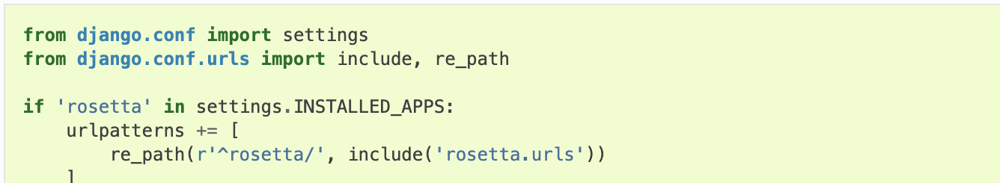 from django.conf import settings
from django.conf.urls import include, re_path
if 'rosetta' in settings.INSTALLED_APPS:
    urlpatterns += [
        re_path(r'^rosetta/', include('rosetta.urls'))
    ]